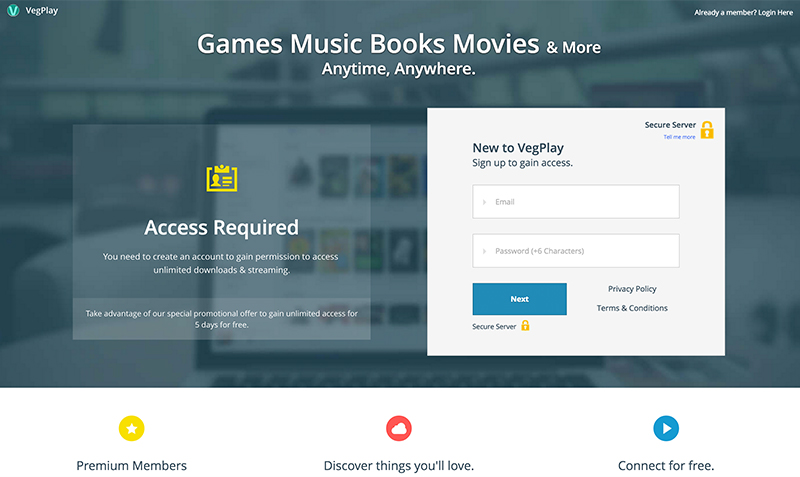 VegPlay
Already a member? Login Here
Games Music Books Movies & More
Anytime, Anywhere.
Access Required
You need to create an account to gain permission to access
unlimited downloads & streaming.
Take advantage of our special promotional offer to gain unlimited access for
5 days for free.
Secure Server
Tell me more
New to VegPlay
Sign up to gain access.
Email
Password (+6 Characters)
Next
Privacy Policy
Terms & Conditions
Secure Server
Premium Members
Discover things you'll love.
Connect for free.